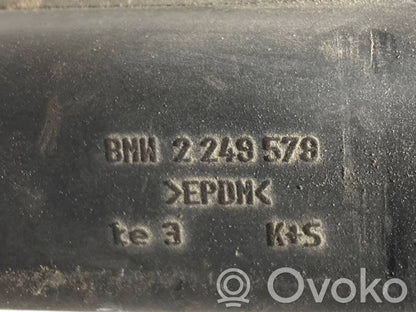 BMW 2 249 579
>EPDM<
te 3 K+S
Ovoko